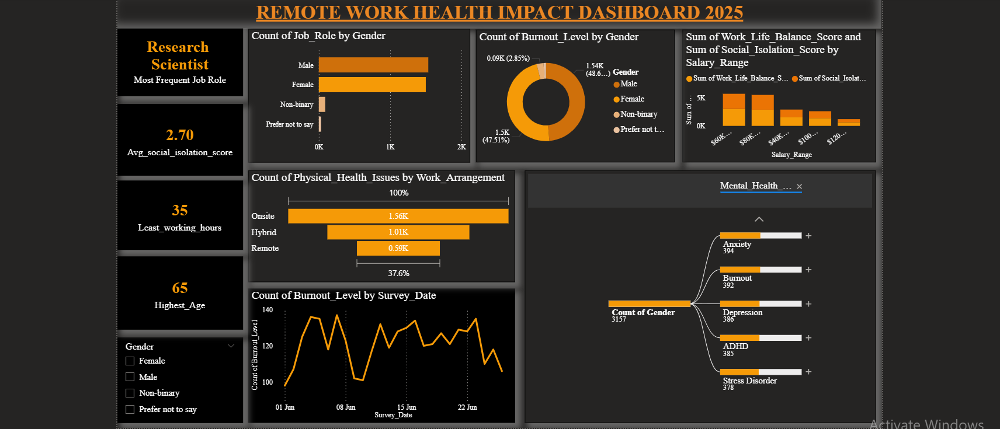 REMOTE WORK HEALTH IMPACT DASHBOARD 2025
Research
Scientist
Most Frequent Job Role
2.70
Avg_social_isolation_score
35
Least_working_hours
65
Highest_Age
Gender
Female
Male
Non-binary
Prefer not to say
Count of Job_Role by Gender
Male
Female
Non-binary
Prefer not to say
0K 1K 2K
Count of Burnout_Level by Gender
0.09K (2.85%)
1.54K
(48.6...)
1.5K
(47.51%)
Gender
Male
Female
Non-binary
Prefer not t...
Sum of Work_Life_Balance_Score and
Sum of Social_Isolation_Score by
Salary_Range
Sum of Work_Life_Balance_S... Sum of Social_Isolat...
Sum of ...
5K
0K
$60K... $80K... $40K... $100... $120...
Salary_Range
Count of Physical_Health_Issues by Work_Arrangement
100%
Onsite 1.56K
Hybrid 1.01K
Remote 0.59K
37.6%
Count of Burnout_Level by Survey_Date
Count of Burnout_Level
140
120
100
01 Jun 08 Jun 15 Jun 22 Jun
Survey_Date
Mental_Health_...
Count of Gender
3157
Anxiety
394
Burnout
392
Depression
386
ADHD
385
Stress Disorder
378
Activate Windows